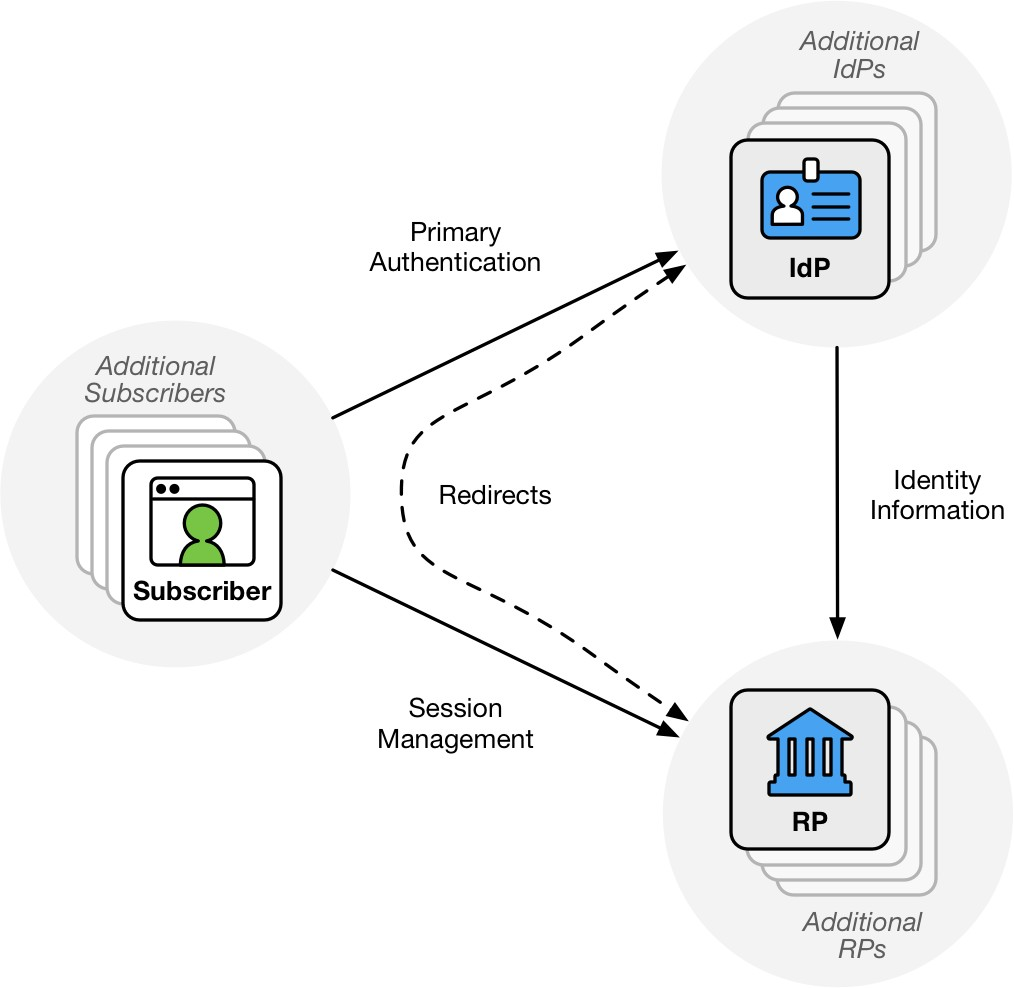 Additional
IdPs
IdP
Primary
Authentication
Additional
Subscribers
Subscriber
Redirects
Identity
Information
Session
Management
RP
Additional
RPs